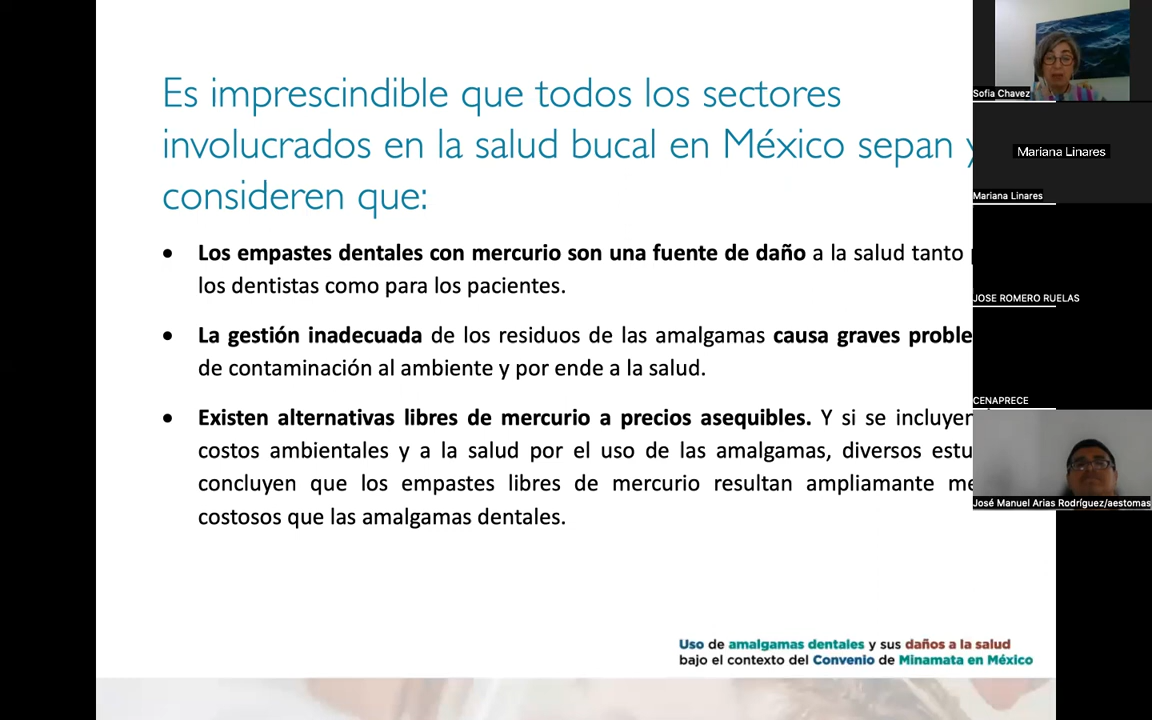 Es imprescindible que todos los sectores
involucrados en la salud bucal en México sepan y
consideren que:
• Los empastes dentales con mercurio son una fuente de daño a la salud tanto
los dentistas como para los pacientes.
• La gestión inadecuada de los residuos de las amalgamas causa graves proble
de contaminación al ambiente y por ende a la salud.
• Existen alternativas libres de mercurio a precios asequibles. Y si se incluyen
costos ambientales y a la salud por el uso de las amalgamas, diversos estu
concluyen que los empastes libres de mercurio resultan ampliamante me
costosos que las amalgamas dentales.
Uso de amalgamas dentales y sus daños a la salud
bajo el contexto del Convenio de Minamata en México
Sofia Chavez
Mariana Linares
Mariana Linares
JOSE ROMERO RUELAS
CENAPRECE
José Manuel Arias Rodríguez/aestomas